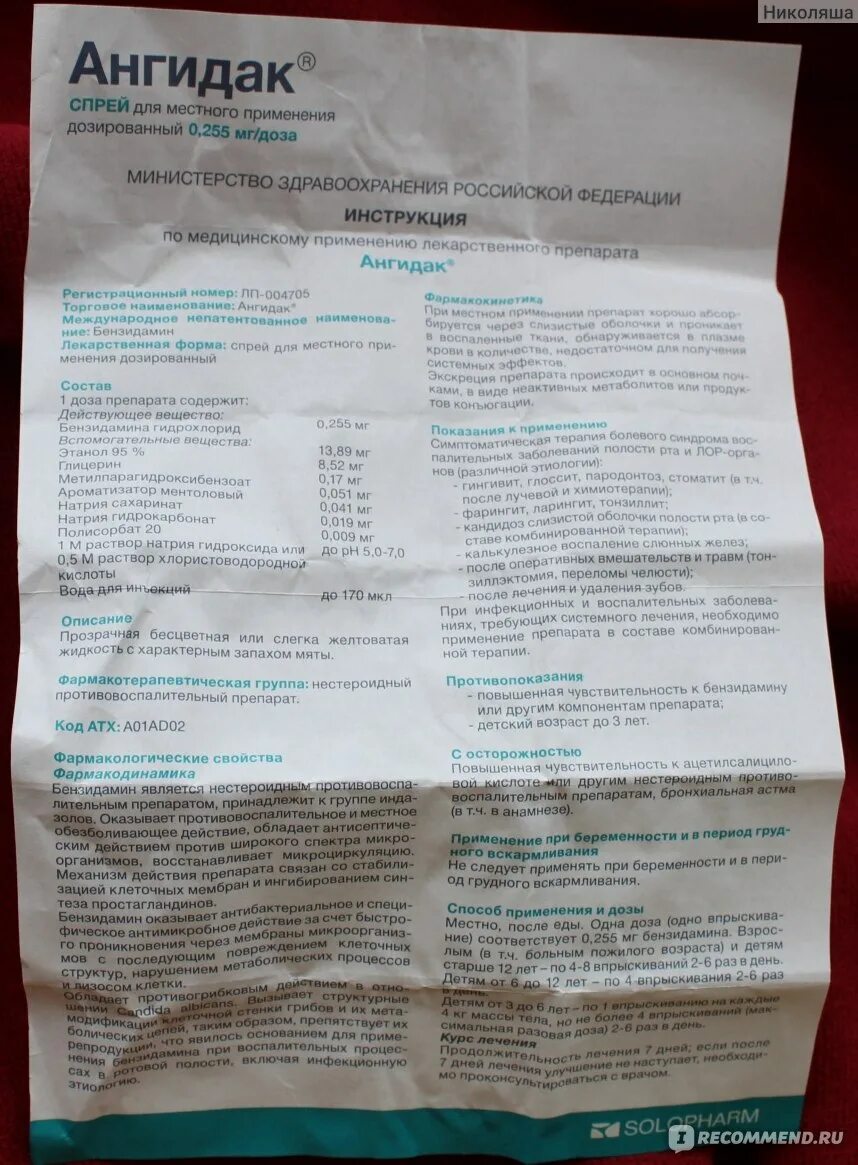 Николяша
Ангидак®
СПРЕЙ для местного применения
дозированный 0,255 мг/доза
МИНИСТЕРСТВО ЗДРАВООХРАНЕНИЯ РОССИЙСКОЙ ФЕДЕРАЦИИ
ИНСТРУКЦИЯ
по медицинскому применению лекарственного препарата
Ангидак®
Регистрационный номер: ЛП-004705
Торговое наименование: Ангидак®
Международное непатентованное наименова-
ние: Бензидамин
Лекарственная форма: спрей для местного при-
менения дозированный
Состав
1 доза препарата содержит:
Действующее вещество:
Бензидамина гидрохлорид 0,255 мг
Вспомогательные вещества:
Этанол 95 % 13,89 мг
Глицерин 8,52 мг
Метилпарагидроксибензоат 0,17 мг
Ароматизатор ментоловый 0,051 мг
Натрия сахаринат 0,041 мг
Натрия гидрокарбонат 0,019 мг
Полисорбат 20 0,009 мг
1 М раствор натрия гидроксида или до pH 5,0-7,0
0,5 М раствор хлористоводородной
кислоты
Вода для инъекций до 170 мкл
Описание
Прозрачная бесцветная или слегка желтоватая
жидкость с характерным запахом мяты.
Фармакотерапевтическая группа: нестероидный
противовоспалительный препарат.
Код АТХ: A01AD02
Фармакологические свойства
Фармакодинамика
Бензидамин является нестероидным противовоспа-
лительным препаратом, принадлежит к группе инда-
золов. Оказывает противовоспалительное и местное
обезболивающее действие, обладает антисептиче-
ским действием против широкого спектра микро-
организмов, восстанавливает микроциркуляцию.
Механизм действия препарата связан со стабили-
зацией клеточных мембран и ингибированием син-
теза простагландинов.
Бензидамин оказывает антибактериальное и специ-
фическое антимикробное действие за счет быстро-
го проникновения через мембраны микроорганиз-
мов с последующим повреждением клеточных
структур, нарушением метаболических процессов
и лизосом клетки.
Обладает противогрибковым действием в отно-
шении Candida albicans. Вызывает структурные
модификации клеточной стенки грибов и их мета-
болических цепей, таким образом, препятствует их
репродукции, что явилось основанием для приме-
нения бензидамина при воспалительных процес-
сах в ротовой полости, включая инфекционную
этиологию.
Фармакокинетика
При местном применении препарат хорошо абсор-
бируется через слизистые оболочки и проникает
в воспаленные ткани, обнаруживается в плазме
крови в количестве, недостаточном для получения
системных эффектов.
Экскреция препарата происходит в основном поч-
ками, в виде неактивных метаболитов или продук-
тов конъюгации.
Показания к применению
Симптоматическая терапия болевого синдрома вос-
палительных заболеваний полости рта и ЛОР-орга-
нов (различной этиологии):
- гингивит, глоссит, пародонтоз, стоматит (в т.ч.
после лучевой и химиотерапии);
- фарингит, ларингит, тонзиллит;
- кандидоз слизистой оболочки полости рта (в со-
ставе комбинированной терапии);
- калькулезное воспаление слюнных желез;
- после оперативных вмешательств и травм (тон-
зиллэктомия, переломы челюсти);
- после лечения и удаления зубов.
При инфекционных и воспалительных заболева-
ниях, требующих системного лечения, необходимо
применение препарата в составе комбинирован-
ной терапии.
Противопоказания
- повышенная чувствительность к бензидамину
или другим компонентам препарата;
- детский возраст до 3 лет.
С осторожностью
Повышенная чувствительность к ацетилсалицило-
вой кислоте или другим нестероидным противо-
воспалительным препаратам, бронхиальная астма
(в т.ч. в анамнезе).
Применение при беременности и в период груд-
ного вскармливания
Не следует применять при беременности и в пери-
од грудного вскармливания.
Способ применения и дозы
Местно, после еды. Одна доза (одно впрыскива-
ние) соответствует 0,255 мг бензидамина. Взрос-
лым (в т.ч. больным пожилого возраста) и детям
старше 12 лет – по 4-8 впрыскиваний 2-6 раз в день.
Детям от 6 до 12 лет – по 4 впрыскивания 2-6 раз
в день.
Детям от 3 до 6 лет – по 1 впрыскиванию на каждые
4 кг массы тела, но не более 4 впрыскиваний (мак-
симальная разовая доза) 2-6 раз в день.
Курс лечения
Продолжительность лечения 7 дней; если после
7 дней лечения улучшение не наступает, необходи-
мо проконсультироваться с врачом.
SOLOPHARM
IRECOMMEND.RU